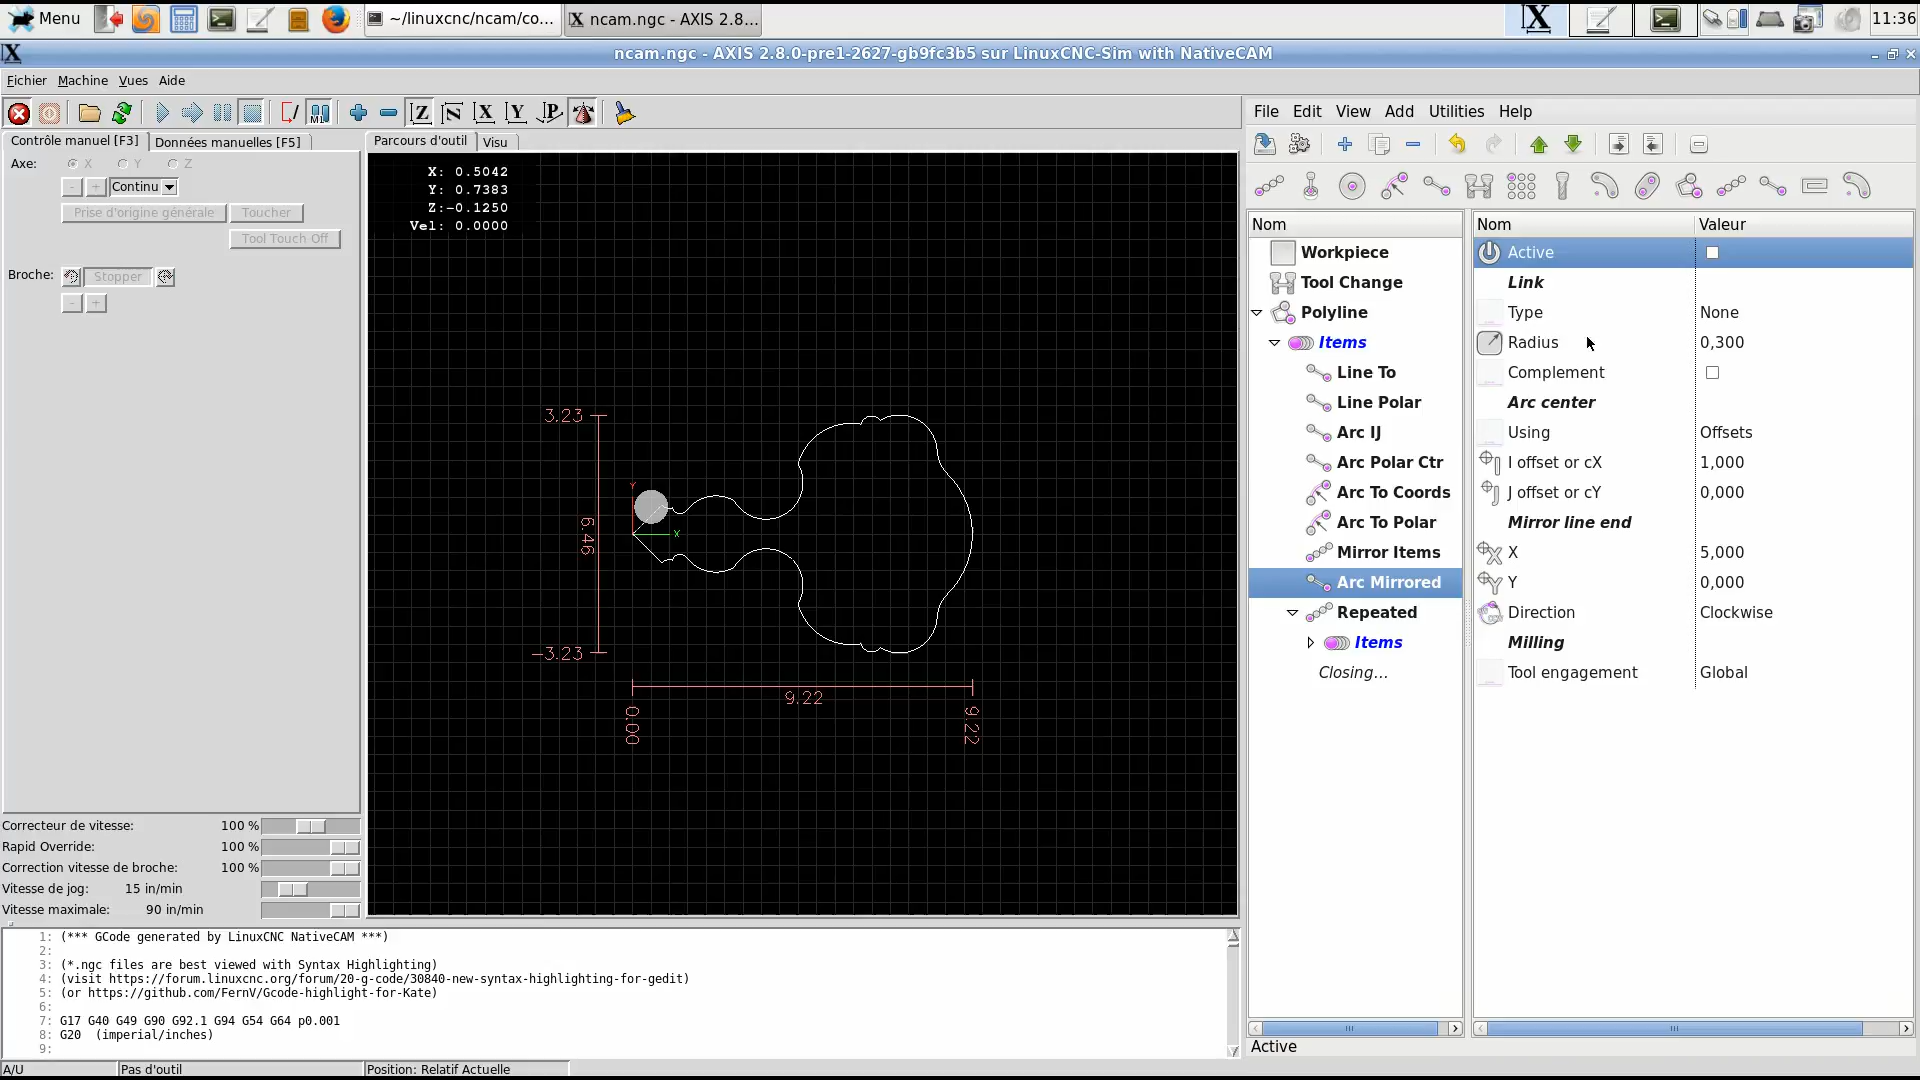 Menu
~/linuxcnc/ncam/co...
ncam.ngc - AXIS 2.8...
11:36
ncam.ngc - AXIS 2.8.0-pre1-2627-gb9fc3b5 sur LinuxCNC-Sim with NativeCAM
Fichier Machine Vues Aide
Contrôle manuel [F3]
Données manuelles [F5]
Axe: X Y Z
- + Continu
Prise d'origine générale Toucher
Tool Touch Off
Broche: Stopper
- +
Parcours d'outil Visu
X: 0.5042
Y: 0.7383
Z:-0.1250
Vel: 0.0000
3.23
6.46
-3.23
Y
X
9.22
0.00
9.22
Correcteur de vitesse: 100 %
Rapid Override: 100 %
Correction vitesse de broche: 100 %
Vitesse de jog: 15 in/min
Vitesse maximale: 90 in/min
1: (*** GCode generated by LinuxCNC NativeCAM ***)
2:
3: (*.ngc files are best viewed with Syntax Highlighting)
4: (visit https://forum.linuxcnc.org/forum/20-g-code/30840-new-syntax-highlighting-for-gedit)
5: (or https://github.com/FernV/Gcode-highlight-for-Kate)
6:
7: G17 G40 G49 G90 G92.1 G94 G54 G64 p0.001
8: G20 (imperial/inches)
9:
A/U
Pas d'outil
Position: Relatif Actuelle
File Edit View Add Utilities Help
Nom
Workpiece
Tool Change
Polyline
Items
Line To
Line Polar
Arc IJ
Arc Polar Ctr
Arc To Coords
Arc To Polar
Mirror Items
Arc Mirrored
Repeated
Items
Closing...
Nom Valeur
Active
Link
Type None
Radius 0,300
Complement
Arc center
Using Offsets
I offset or cX 1,000
J offset or cY 0,000
Mirror line end
X 5,000
Y 0,000
Direction Clockwise
Milling
Tool engagement Global
Active